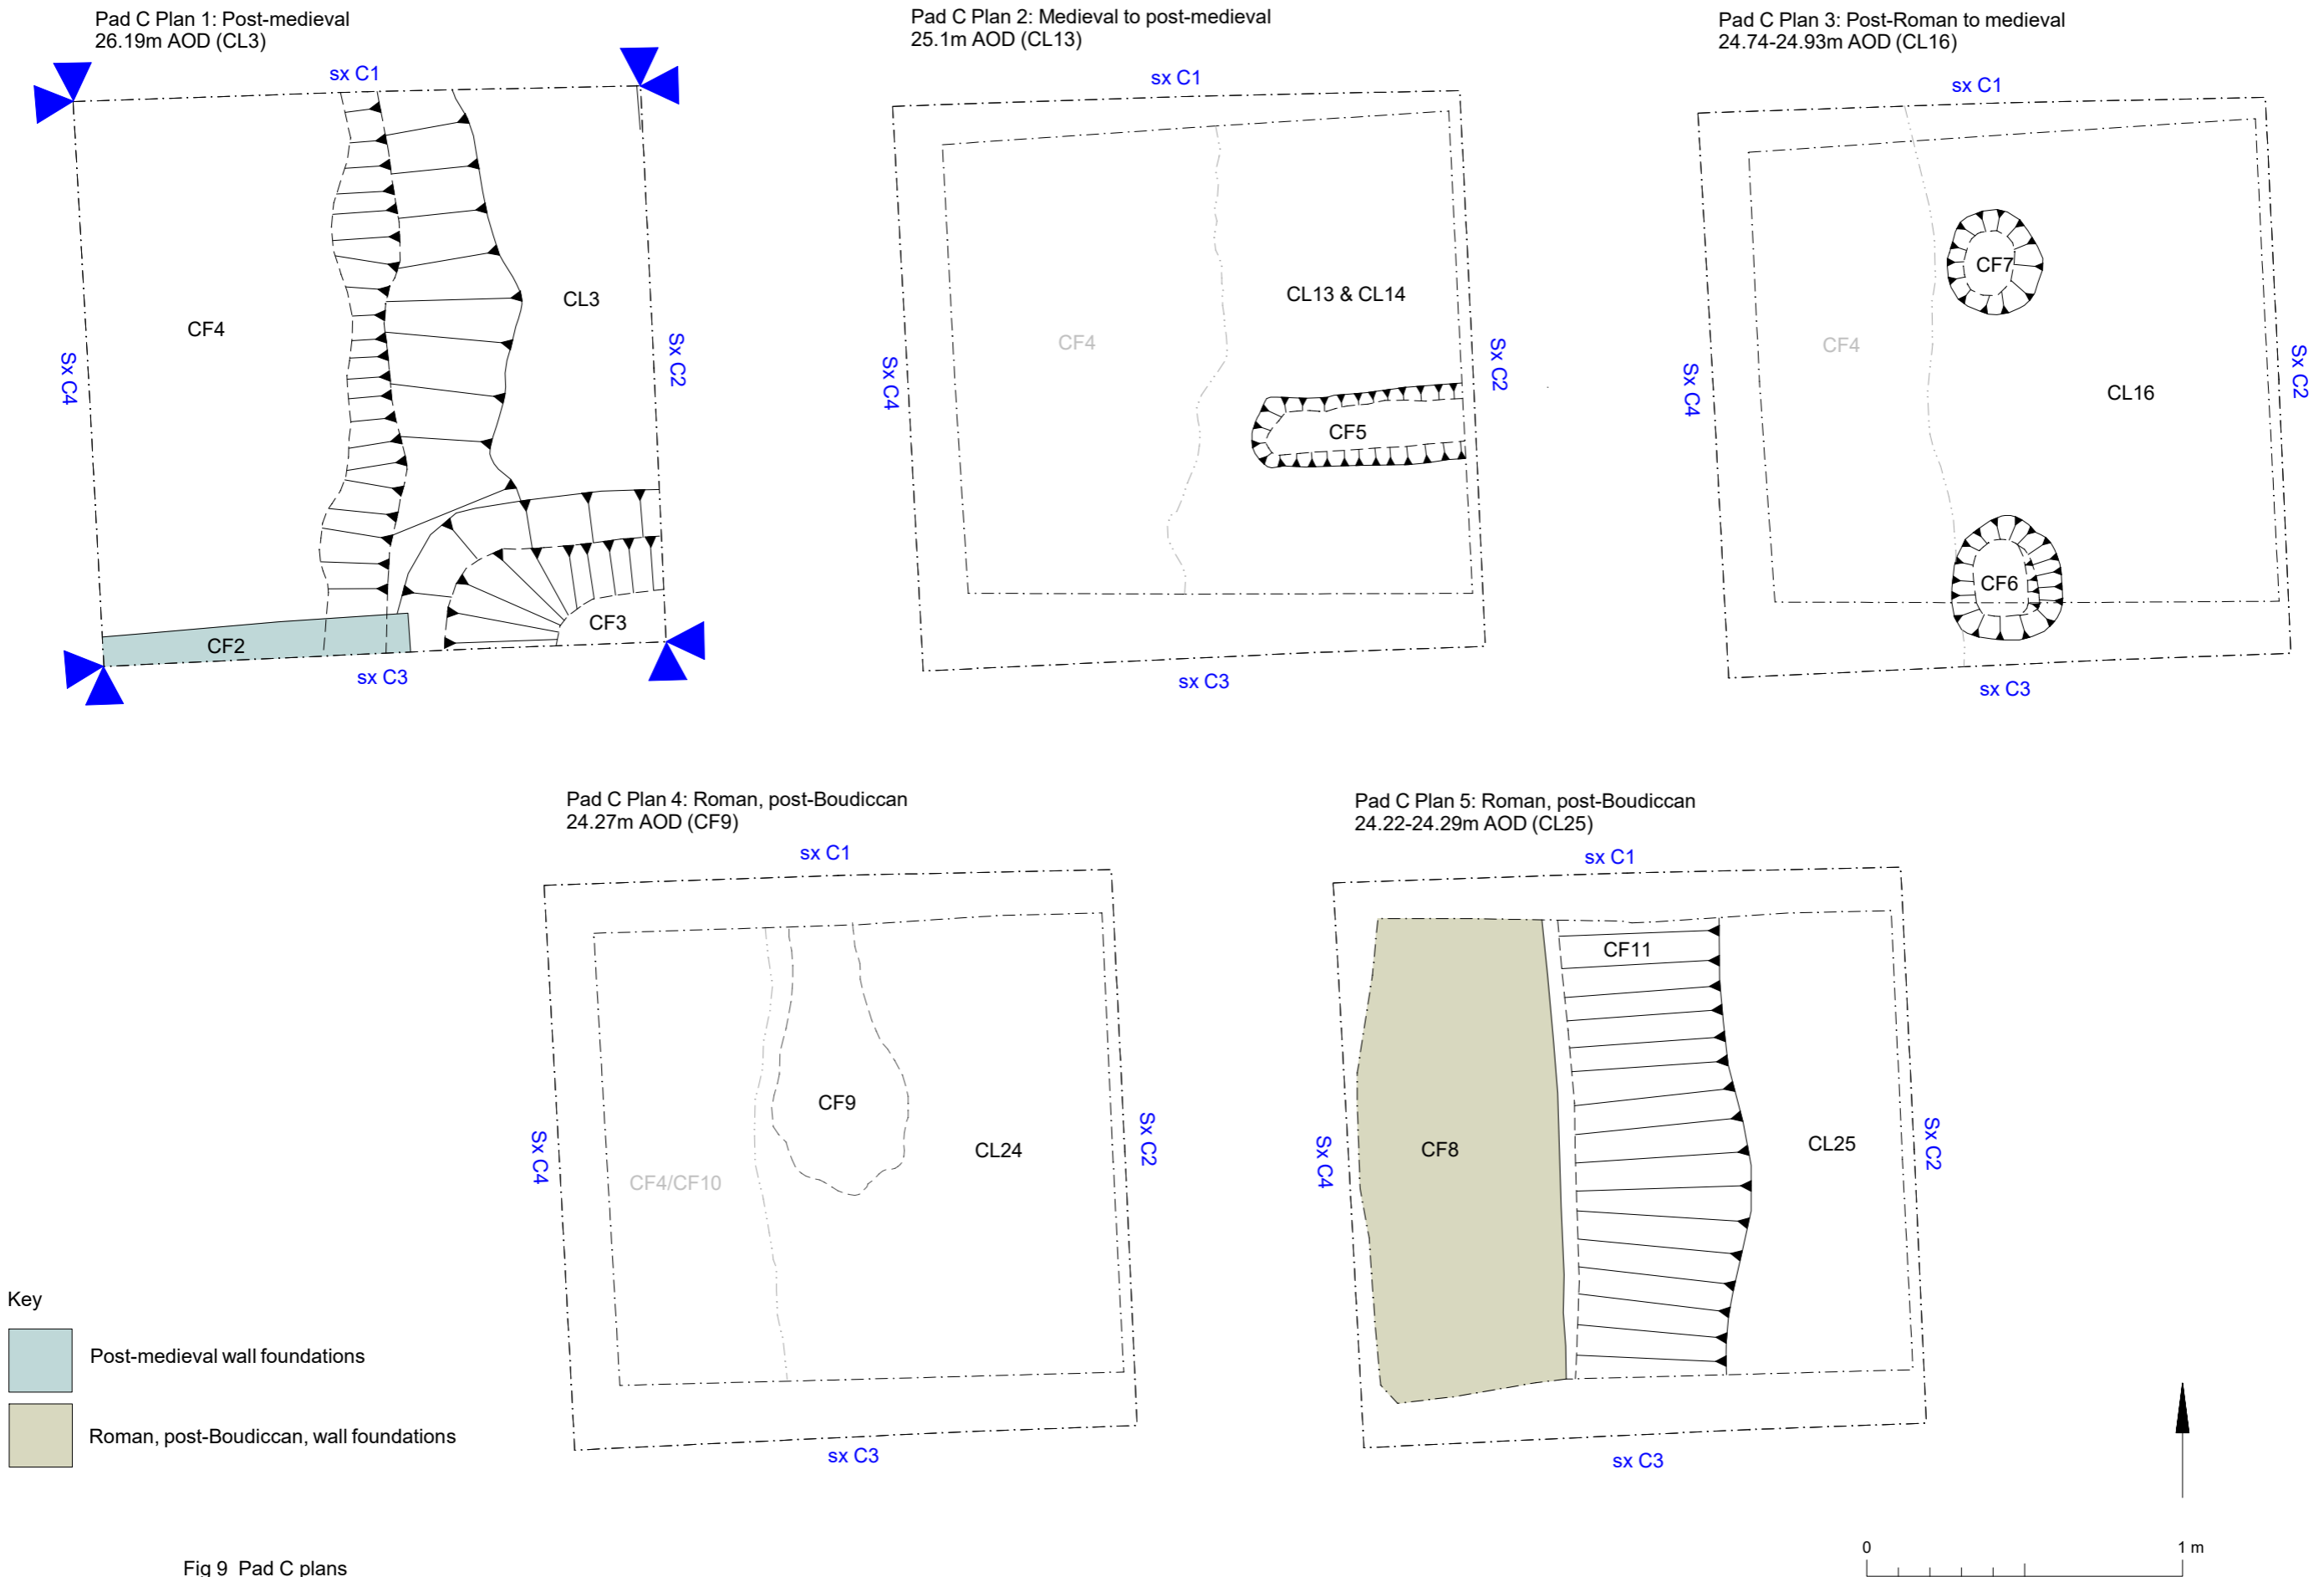 Pad C Plan 1: Post-medieval
26.19m AOD (CL3)
sx C1
CF4
CL3
Sx C4
Sx C2
CF2
CF3
sx C3
Pad C Plan 2: Medieval to post-medieval
25.1m AOD (CL13)
sx C1
CL13 & CL14
CF4
Sx C4
Sx C2
CF5
sx C3
Pad C Plan 3: Post-Roman to medieval
24.74-24.93m AOD (CL16)
sx C1
CF7
CF4
Sx C4
Sx C2
CL16
CF6
sx C3
Pad C Plan 4: Roman, post-Boudiccan
24.27m AOD (CF9)
sx C1
CF9
Sx C4
Sx C2
CL24
CF4/CF10
sx C3
Pad C Plan 5: Roman, post-Boudiccan
24.22-24.29m AOD (CL25)
sx C1
CF11
CF8
CL25
Sx C4
Sx C2
sx C3
Key
Post-medieval wall foundations
Roman, post-Boudiccan, wall foundations
0 1 m
Fig 9 Pad C plans